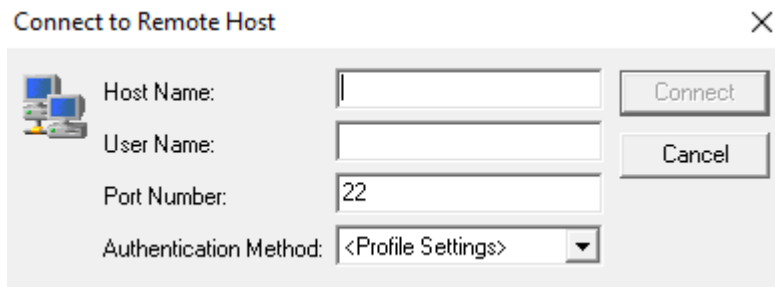 Connect to Remote Host
Host Name:
Connect
User Name:
Cancel
Port Number: 22
Authentication Method: <Profile Settings>